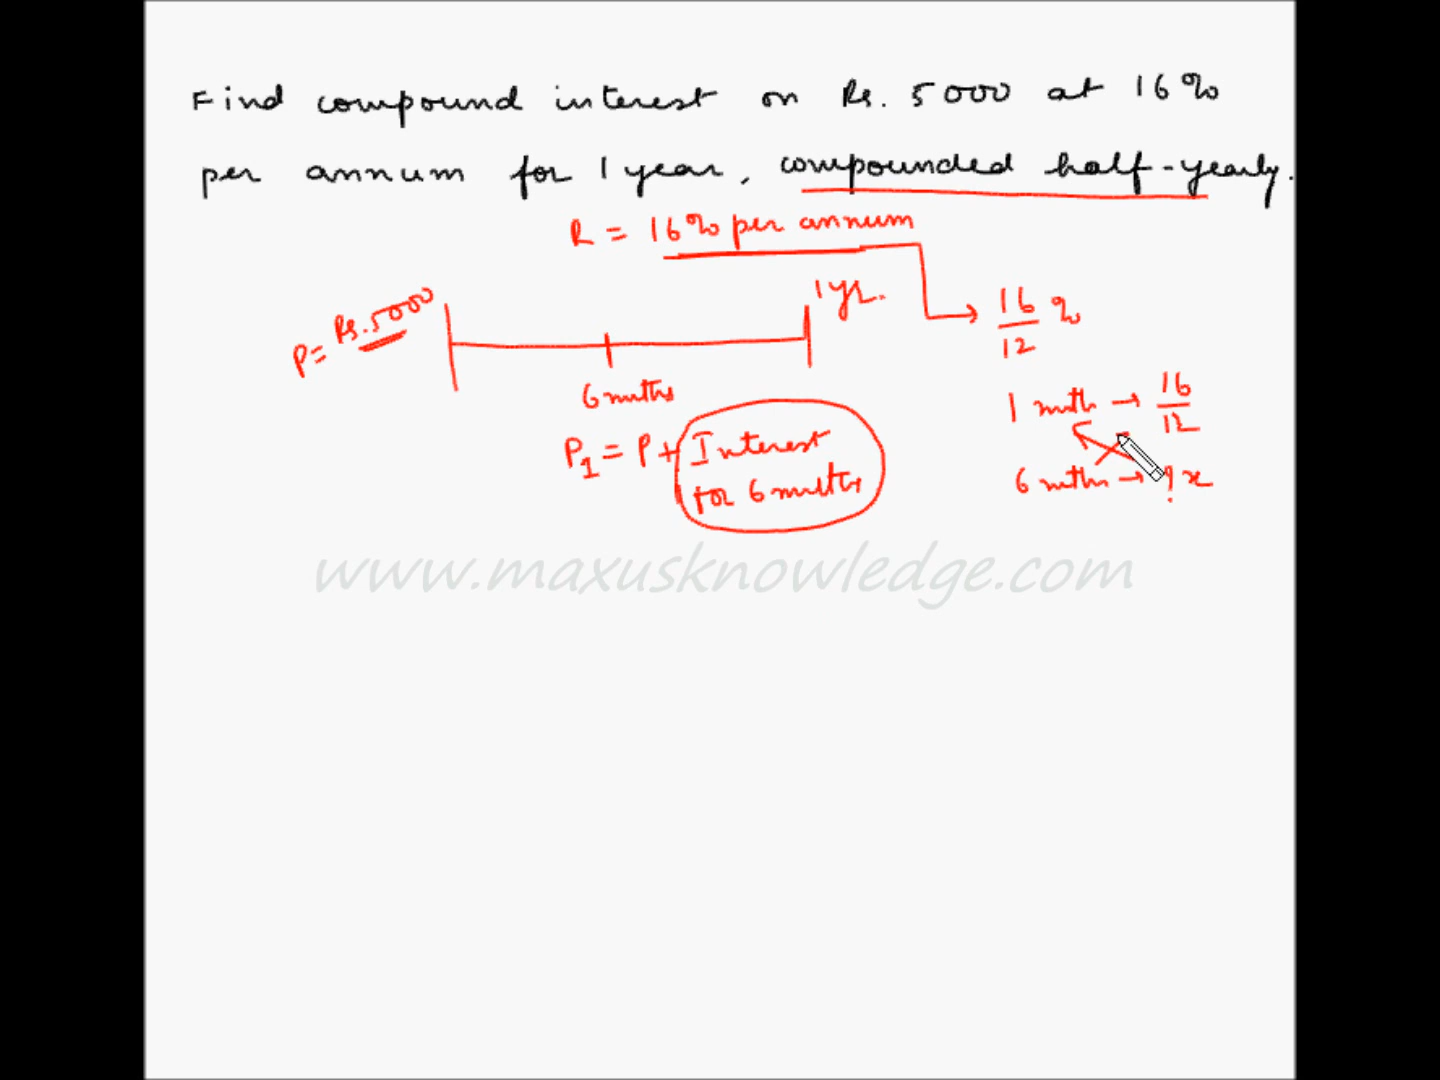 Find compound interest on Rs. 5000 at 16%
per annum for 1 year, compounded half-yearly.
R = 16% per annum
P = Rs. 5000
1 yr.
16/12 %
6 mnths
1 mnth → 16/12
P1 = P + Interest for 6 mnths
6 mnths → ? x
www.maxusknowledge.com